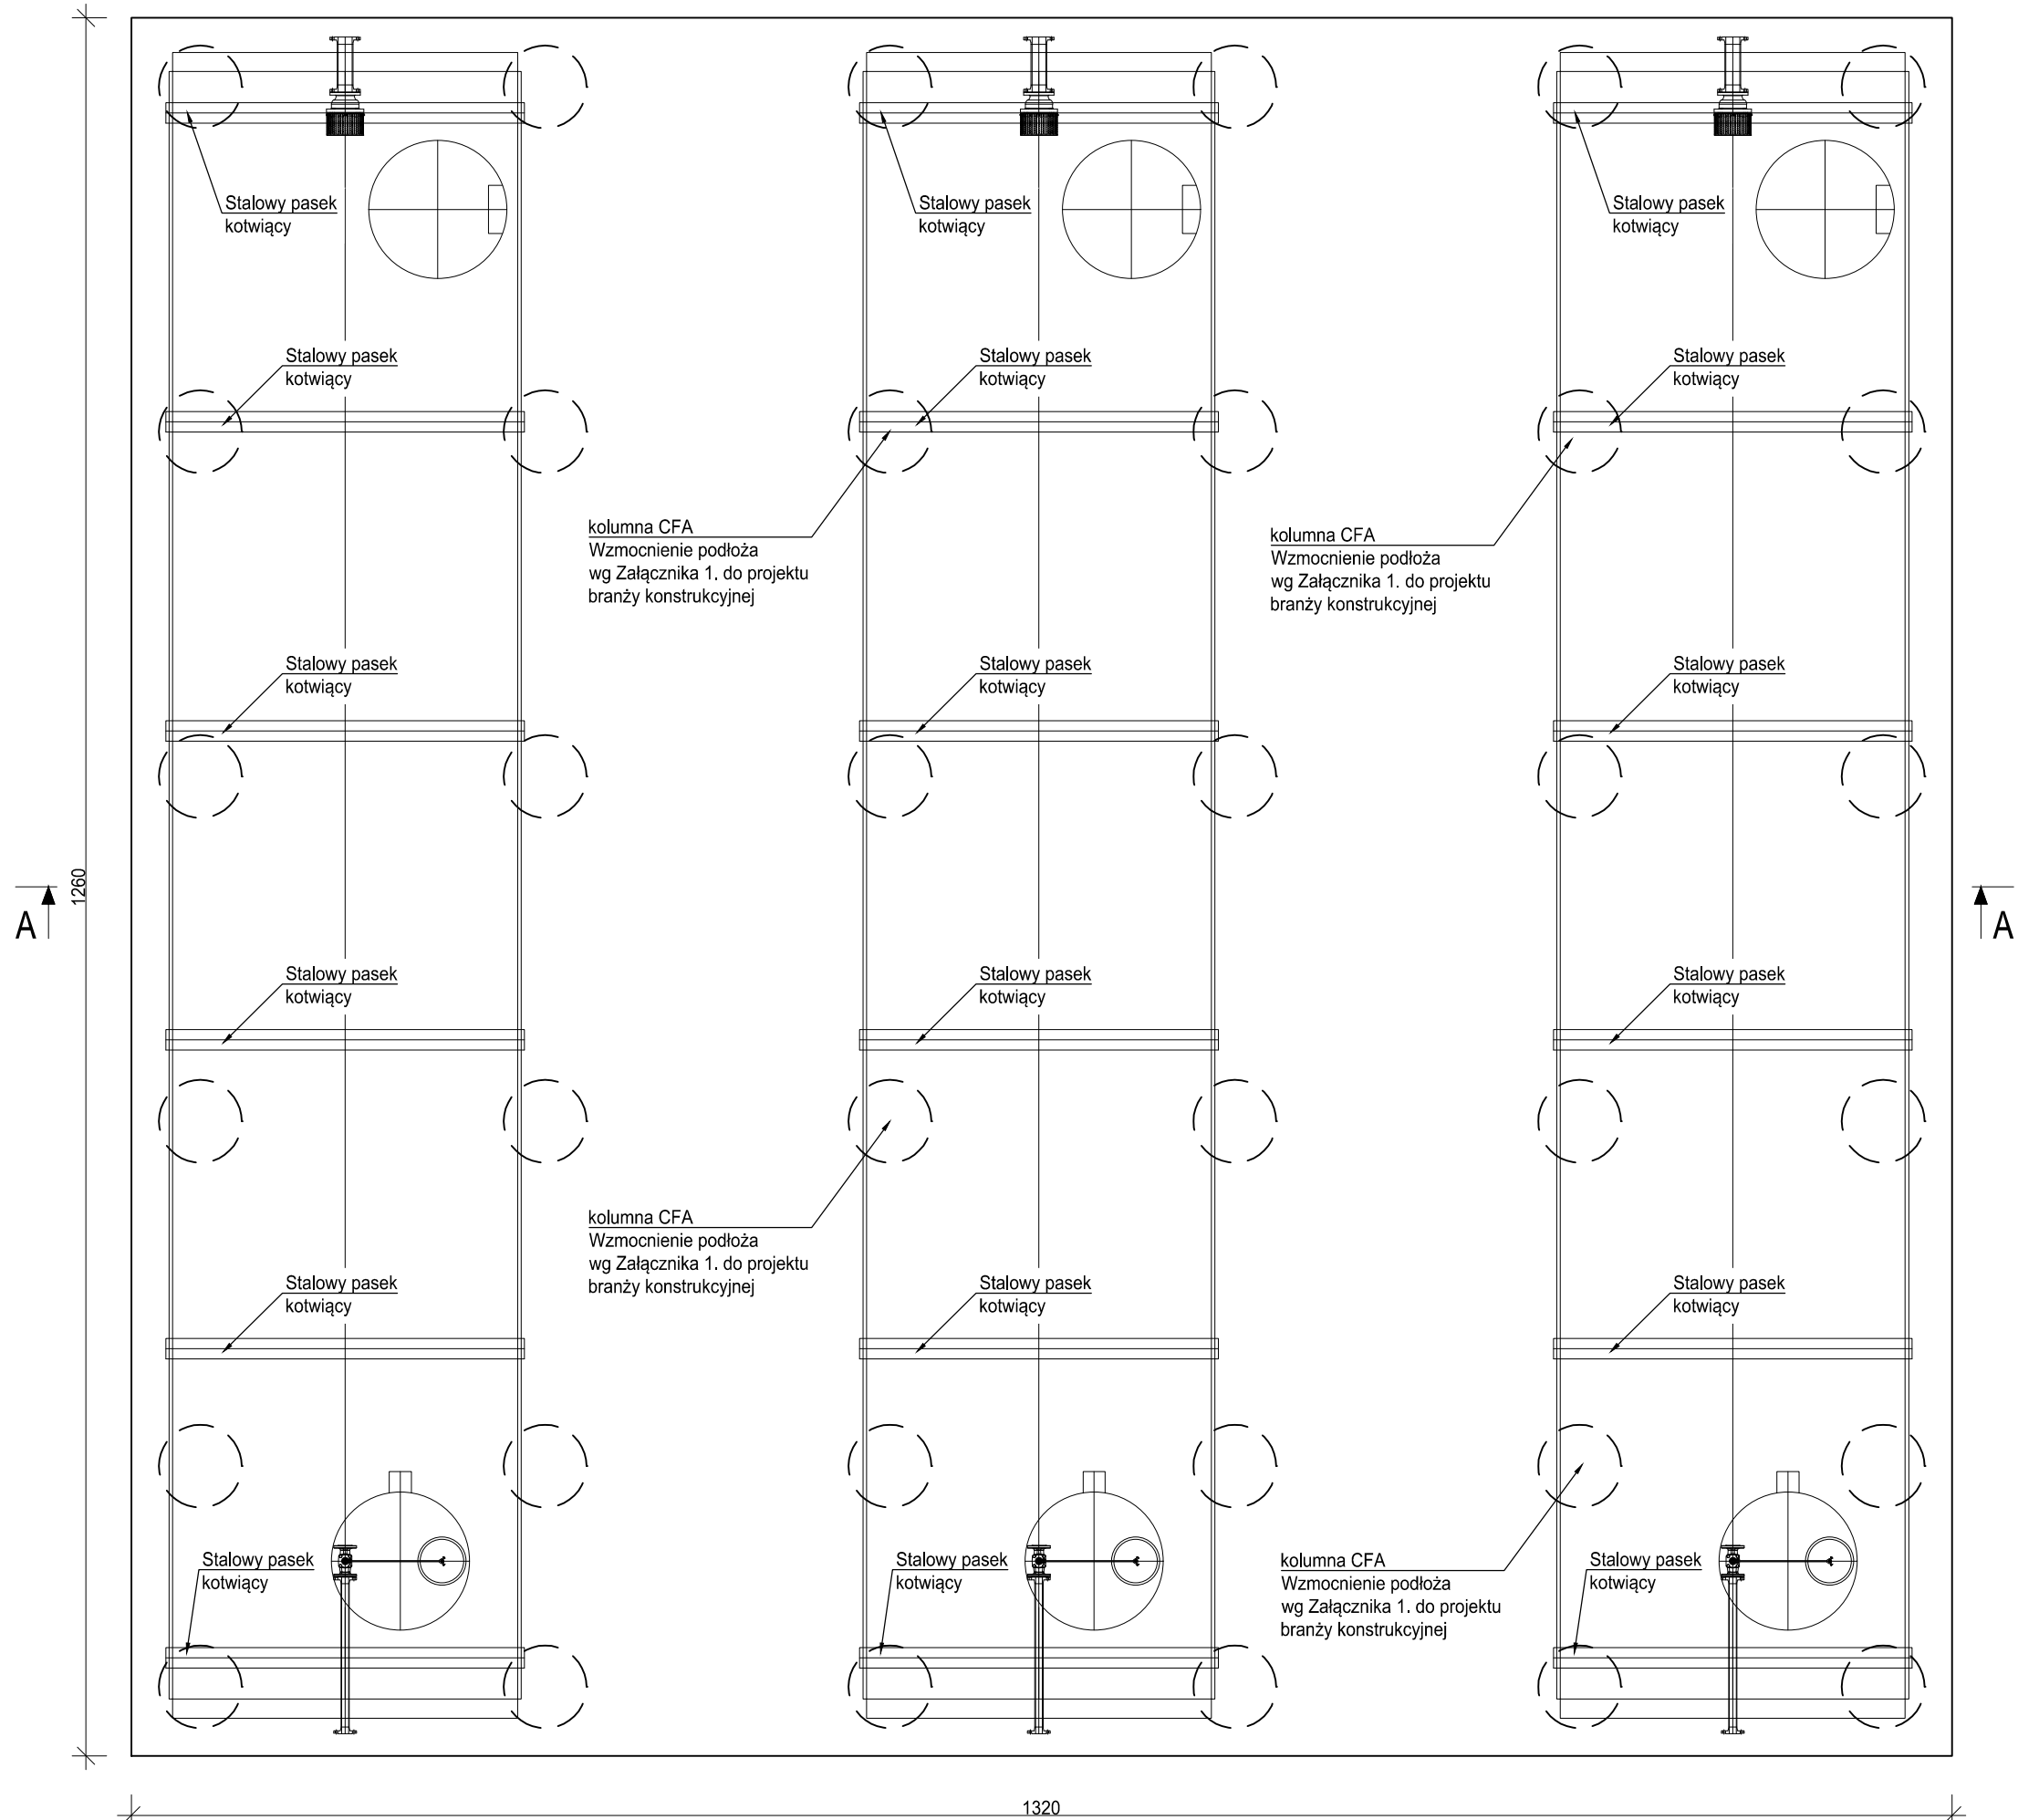 Stalowy pasek
kotwiący
Stalowy pasek
kotwiący
Stalowy pasek
kotwiący
Stalowy pasek
kotwiący
Stalowy pasek
kotwiący
Stalowy pasek
kotwiący
kolumna CFA
Wzmocnienie podłoża
wg Załącznika 1. do projektu
branży konstrukcyjnej
kolumna CFA
Wzmocnienie podłoża
wg Załącznika 1. do projektu
branży konstrukcyjnej
Stalowy pasek
kotwiący
Stalowy pasek
kotwiący
Stalowy pasek
kotwiący
1260
A
A
Stalowy pasek
kotwiący
Stalowy pasek
kotwiący
Stalowy pasek
kotwiący
kolumna CFA
Wzmocnienie podłoża
wg Załącznika 1. do projektu
branży konstrukcyjnej
Stalowy pasek
kotwiący
Stalowy pasek
kotwiący
Stalowy pasek
kotwiący
Stalowy pasek
kotwiący
Stalowy pasek
kotwiący
kolumna CFA
Wzmocnienie podłoża
wg Załącznika 1. do projektu
branży konstrukcyjnej
Stalowy pasek
kotwiący
1320